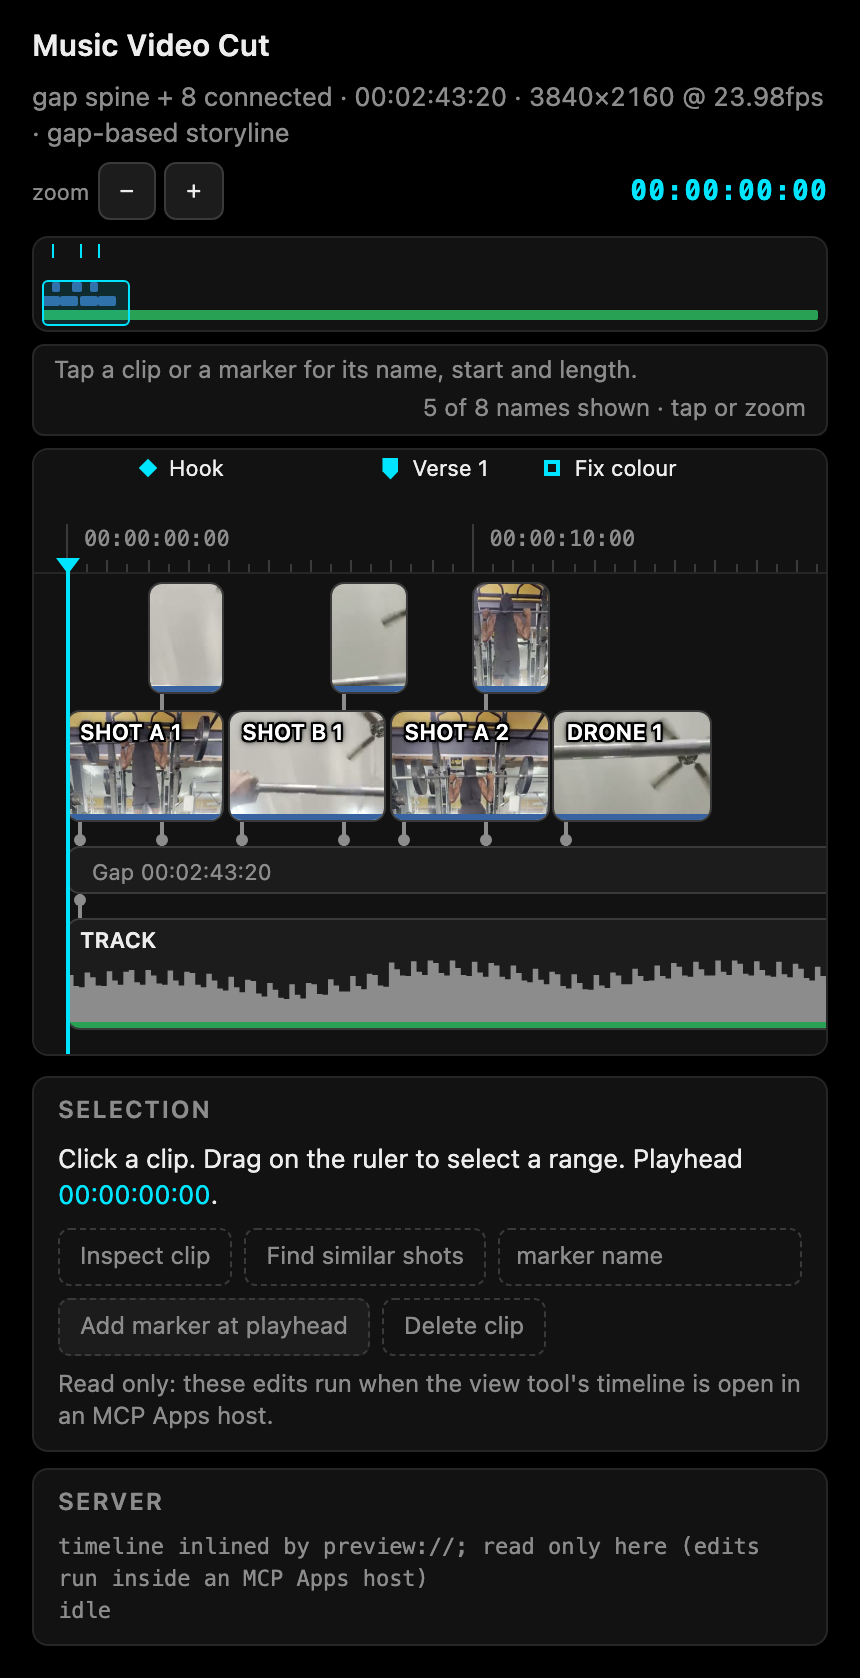 Music Video Cut
gap spine + 8 connected · 00:02:43:20 · 3840×2160 @ 23.98fps
· gap-based storyline
zoom − + 00:00:00:00
Tap a clip or a marker for its name, start and length.
5 of 8 names shown · tap or zoom
Hook Verse 1 Fix colour
00:00:00:00 00:00:10:00
SHOT A 1 SHOT B 1 SHOT A 2 DRONE 1
Gap 00:02:43:20
TRACK
SELECTION
Click a clip. Drag on the ruler to select a range. Playhead
00:00:00:00.
Inspect clip Find similar shots marker name
Add marker at playhead Delete clip
Read only: these edits run when the view tool's timeline is open in
an MCP Apps host.
SERVER
timeline inlined by preview://; read only here (edits
run inside an MCP Apps host)
idle